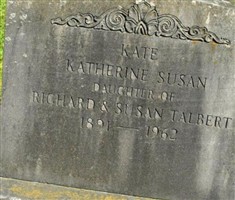 KATE
KATHERINE SUSAN
DAUGHTER OF
RICHARD & SUSAN TALBERT
1891 — 1962